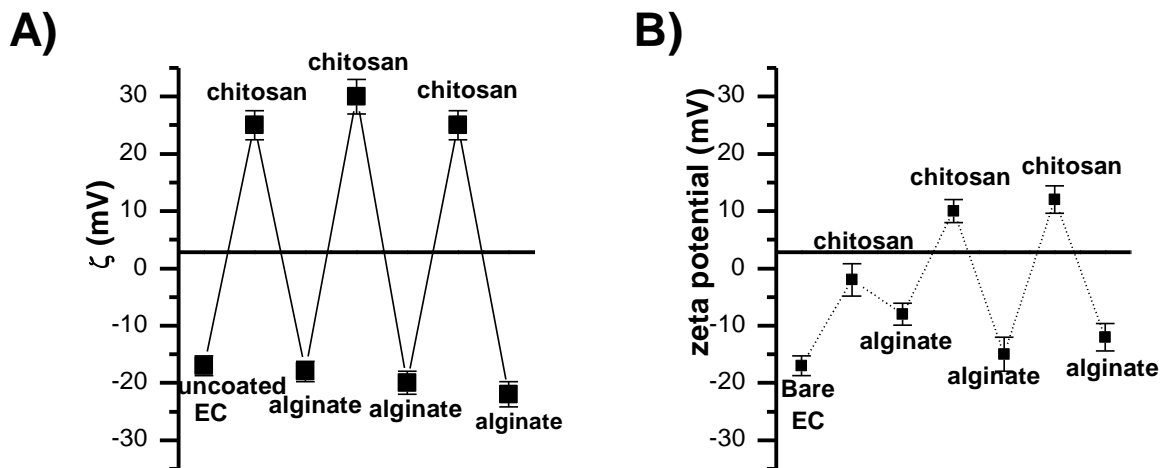 A)
ζ (mV)
30
20
10
0
-10
-20
-30
chitosan
chitosan
chitosan
uncoated
EC
alginate
alginate
alginate
B)
zeta potential (mV)
30
20
10
0
-10
-20
-30
chitosan
chitosan
chitosan
alginate
alginate
alginate
Bare
EC